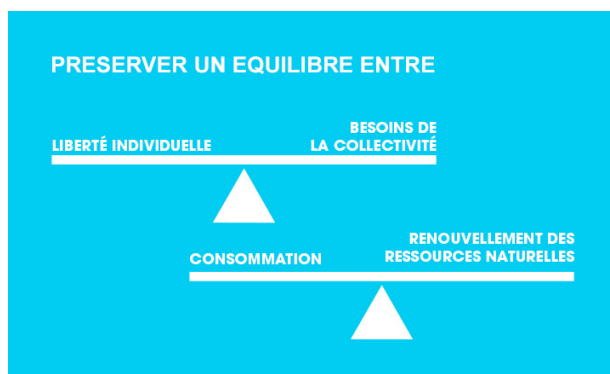 PRESERVER UN EQUILIBRE ENTRE
LIBERTÉ INDIVIDUELLE
BESOINS DE
LA COLLECTIVITÉ
CONSOMMATION
RENOUVELLEMENT DES
RESSOURCES NATURELLES